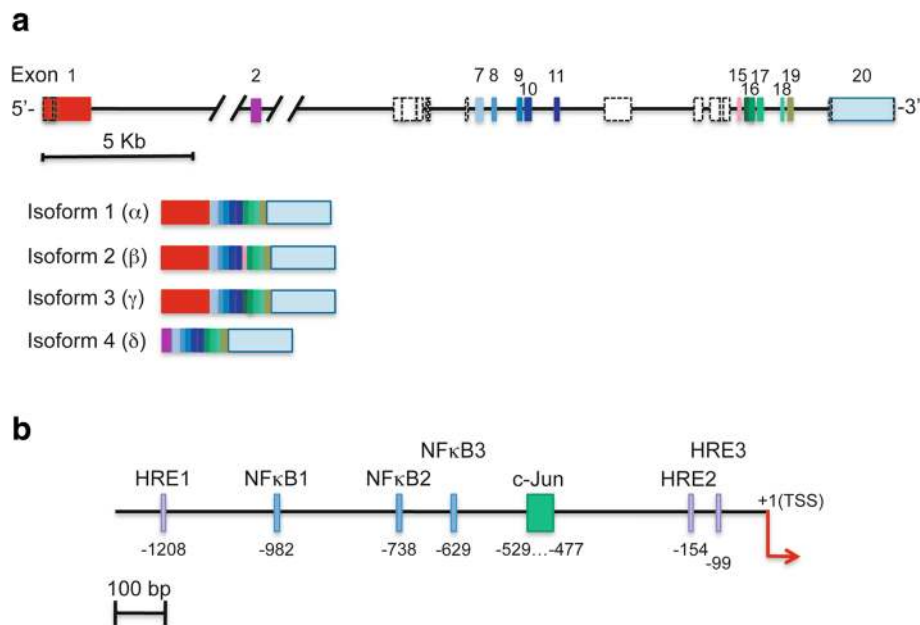 a
Exon 1 2 7 8 9 10 11 15 16 17 18 19 20
5'- -3'
5 Kb
Isoform 1 (α)
Isoform 2 (β)
Isoform 3 (γ)
Isoform 4 (δ)
b
NFκB3 HRE3
HRE1 NFκB1 NFκB2 c-Jun HRE2
+1(TSS)
-1208 -982 -738 -629 -529...-477 -154
-99
100 bp